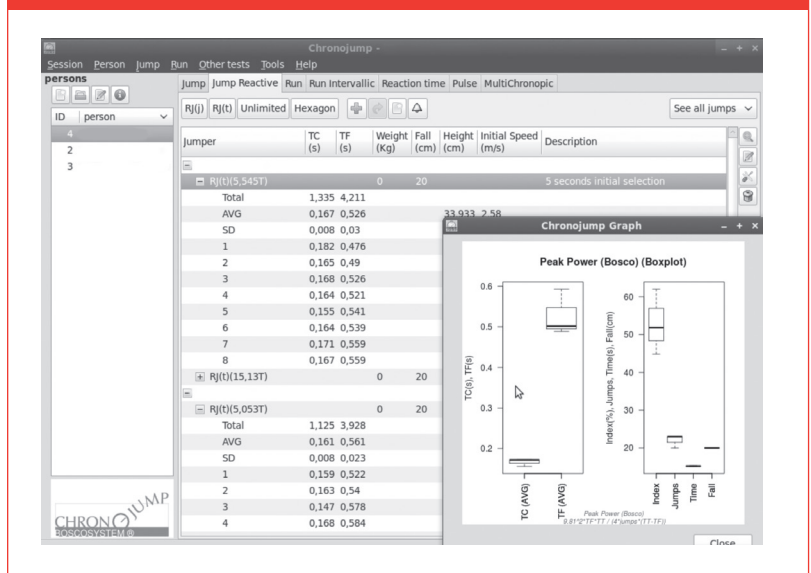 Chronojump -
Session Person Jump Run Other tests Tools Help
persons
ID person
4
2
3
Jump Jump Reactive Run Run Intervallic Reaction time Pulse MultiChronopic
RJ(j) RJ(t) Unlimited Hexagon See all jumps
Jumper TC (s) TF (s) Weight (Kg) Fall (cm) Height (cm) Initial Speed (m/s) Description
RJ(t)(5,545T) 0 20 5 seconds initial selection
Total 1,335 4,211
AVG 0,167 0,526 33,933 2,58
SD 0,008 0,03
1 0,182 0,476
2 0,165 0,49
3 0,168 0,526
4 0,164 0,521
5 0,155 0,541
6 0,164 0,539
7 0,171 0,559
8 0,167 0,559
RJ(t)(15,13T) 0 20
RJ(t)(5,053T) 0 20
Total 1,125 3,928
AVG 0,161 0,561
SD 0,008 0,023
1 0,159 0,522
2 0,163 0,54
3 0,147 0,578
4 0,168 0,584
CHRONOJUMP
BOSCOSYSTEM®
Chronojump Graph
Peak Power (Bosco) (Boxplot)
TC(s), TF(s)
0.6
0.5
0.4
0.3
0.2
TC (AVG)
TF (AVG)
Index(%), Jumps, Time(s), Fall(cm)
60
50
40
30
20
Index
Jumps
Time
Fall
Peak Power (Bosco)
9.81^2*TF*TT / (4*jumps*(TT-TF))
Close